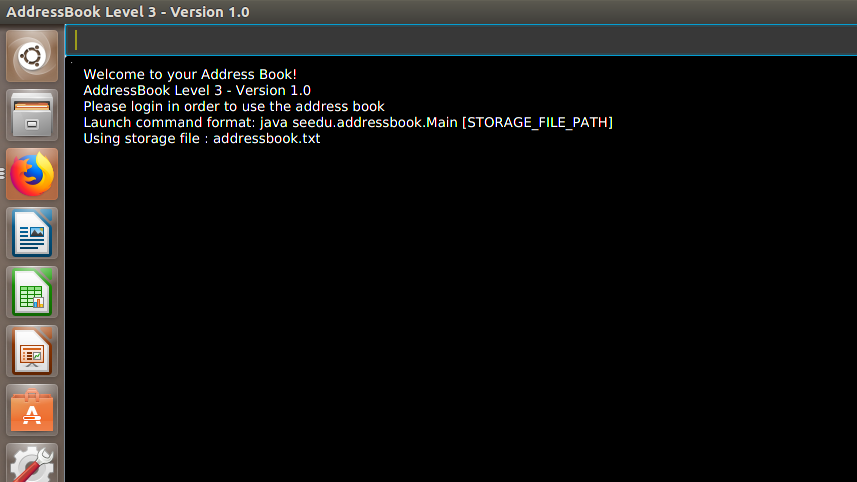 AddressBook Level 3 - Version 1.0
Welcome to your Address Book!
AddressBook Level 3 - Version 1.0
Please login in order to use the address book
Launch command format: java seedu.addressbook.Main [STORAGE_FILE_PATH]
Using storage file : addressbook.txt